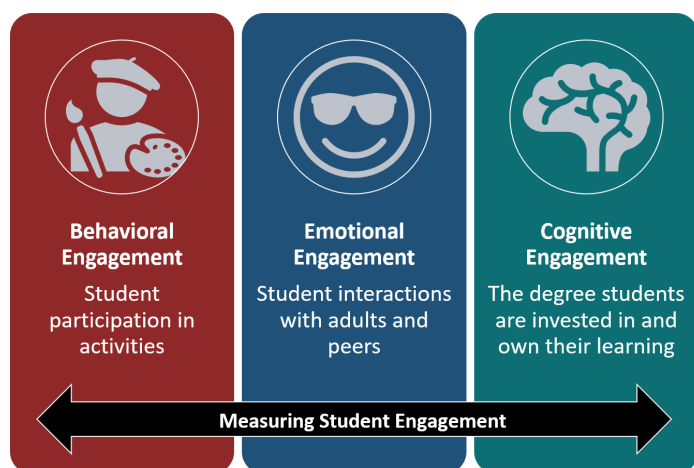 Behavioral
Engagement
Student
participation in
activities
Emotional
Engagement
Student interactions
with adults and
peers
Cognitive
Engagement
The degree students
are invested in and
own their learning
Measuring Student Engagement